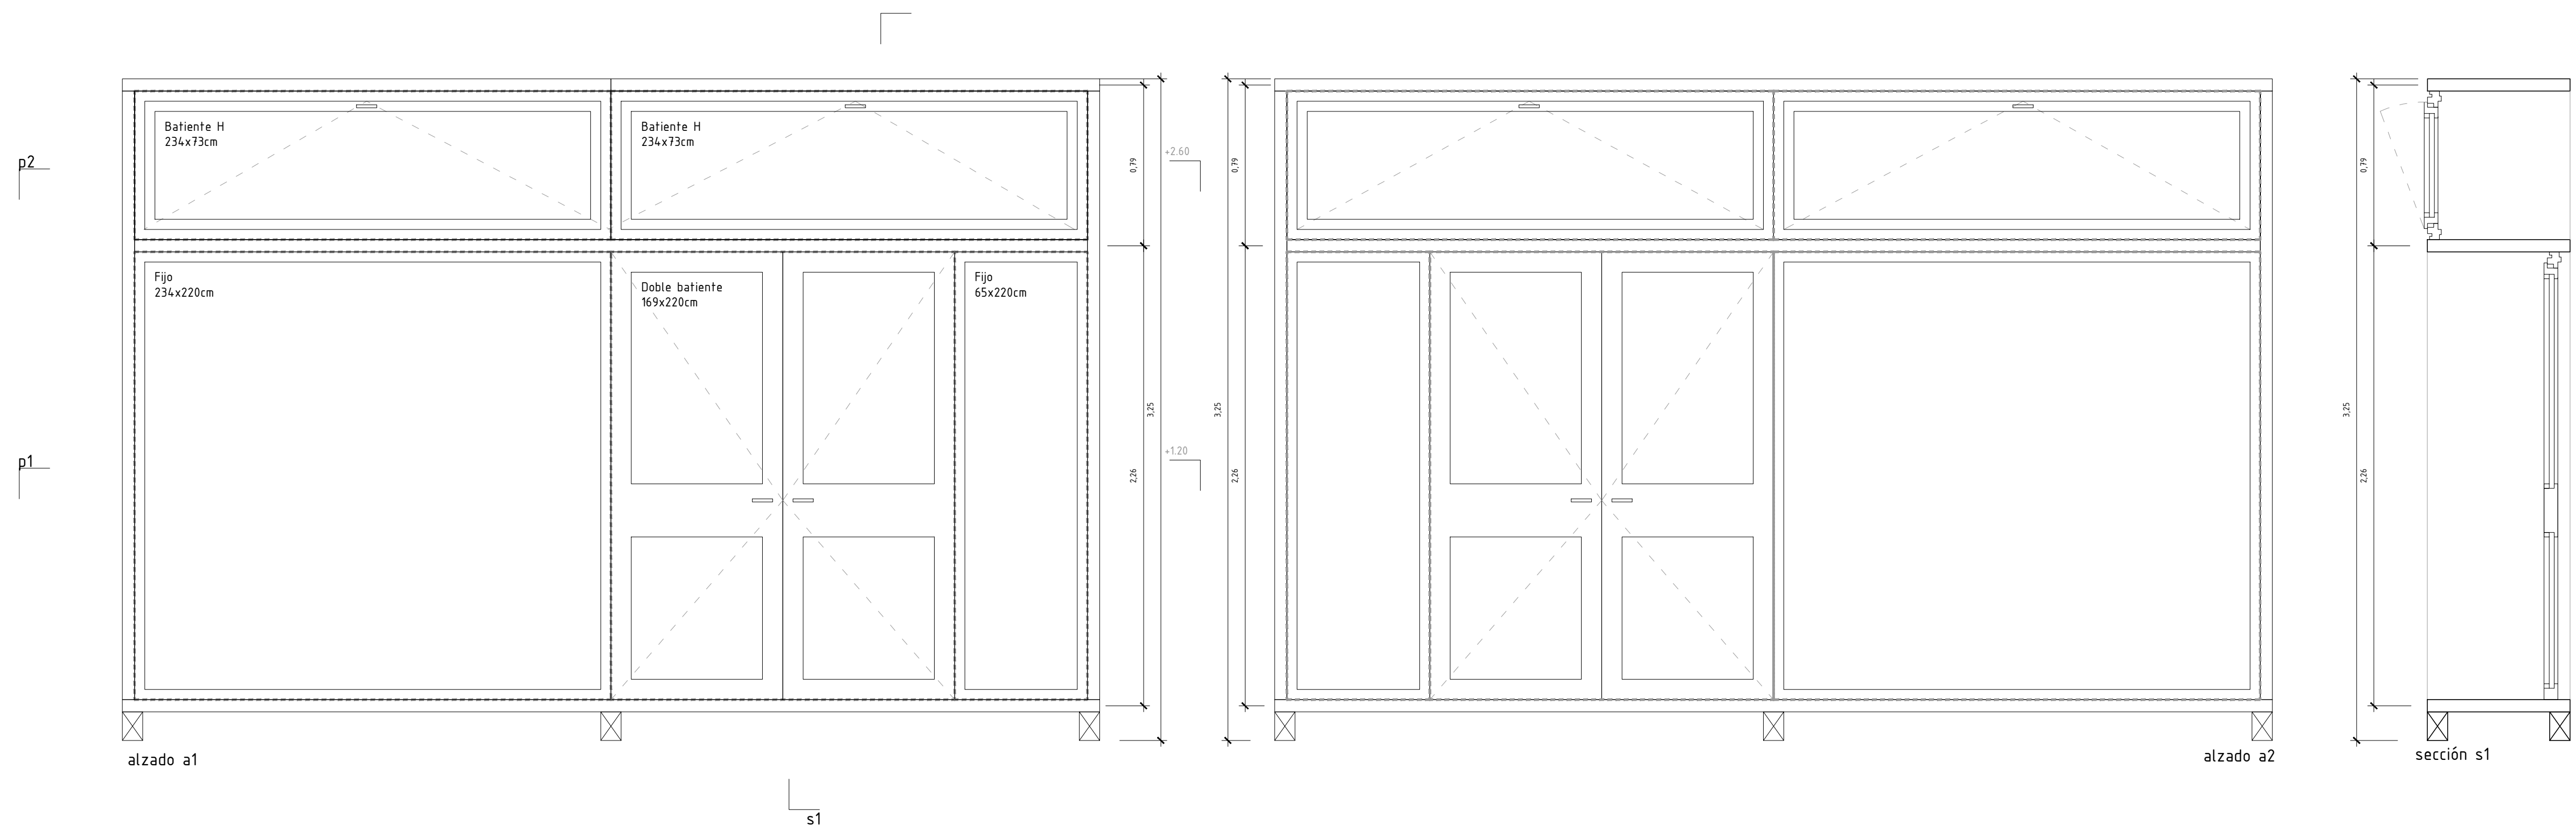 p2
p1
Batiente H
234x73cm
Batiente H
234x73cm
Fijo
234x220cm
Doble batiente
169x220cm
Fijo
65x220cm
0,79
3,25
2,26
+2.60
+1.20
0,79
3,25
2,26
0,79
3,25
2,26
alzado a1
s1
alzado a2
sección s1